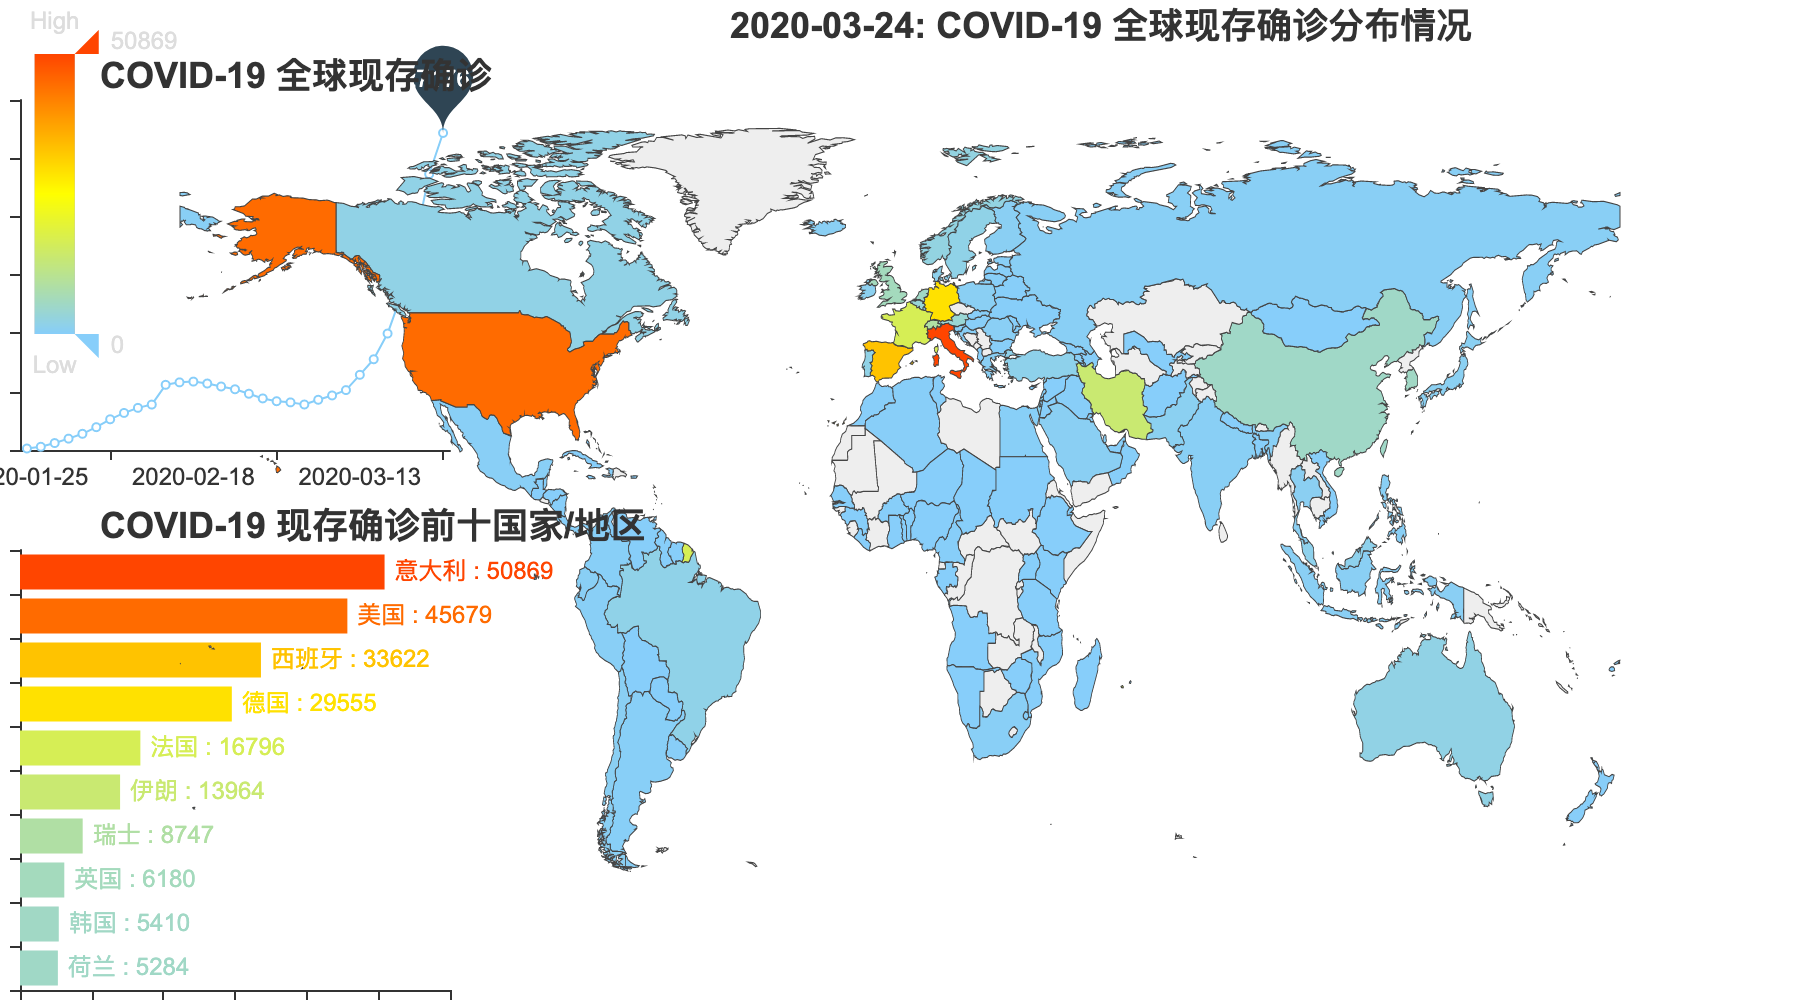 High
50869
2020-03-24: COVID-19 全球现存确诊分布情况
COVID-19 全球现存确诊
0
Low
20-01-25
2020-02-18
2020-03-13
COVID-19 现存确诊前十国家/地区
意大利 : 50869
美国 : 45679
西班牙 : 33622
德国 : 29555
法国 : 16796
伊朗 : 13964
瑞士 : 8747
英国 : 6180
韩国 : 5410
荷兰 : 5284